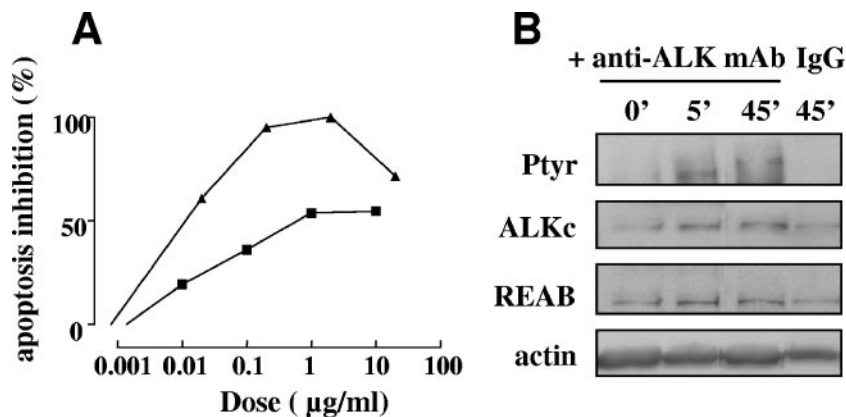 A
apoptosis inhibition (%)
100
50
0
0.001 0.01 0.1 1 10 100
Dose ( µg/ml)
B
+ anti-ALK mAb IgG
0’ 5’ 45’ 45’
Ptyr
ALKc
REAB
actin